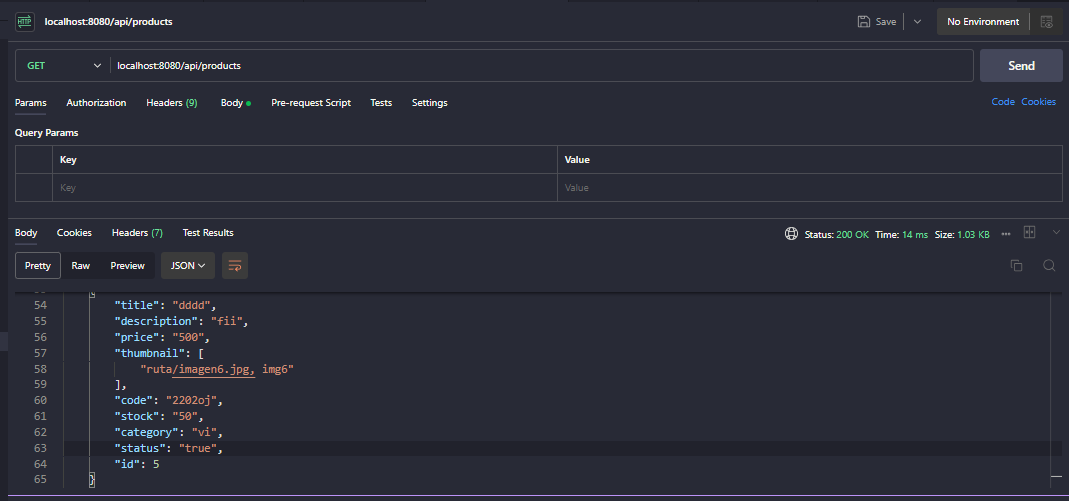 HTTP localhost:8080/api/products Save No Environment
GET localhost:8080/api/products Send
Params Authorization Headers (9) Body Pre-request Script Tests Settings Code Cookies
Query Params
Key Value
Key Value
Body Cookies Headers (7) Test Results Status: 200 OK Time: 14 ms Size: 1.03 KB
Pretty Raw Preview JSON
{
54 "title": "dddd",
55 "description": "fii",
56 "price": "500",
57 "thumbnail": [
58 "ruta/imagen6.jpg, img6"
59 ],
60 "code": "2202oj",
61 "stock": "50",
62 "category": "vi",
63 "status": "true",
64 "id": 5
65 }